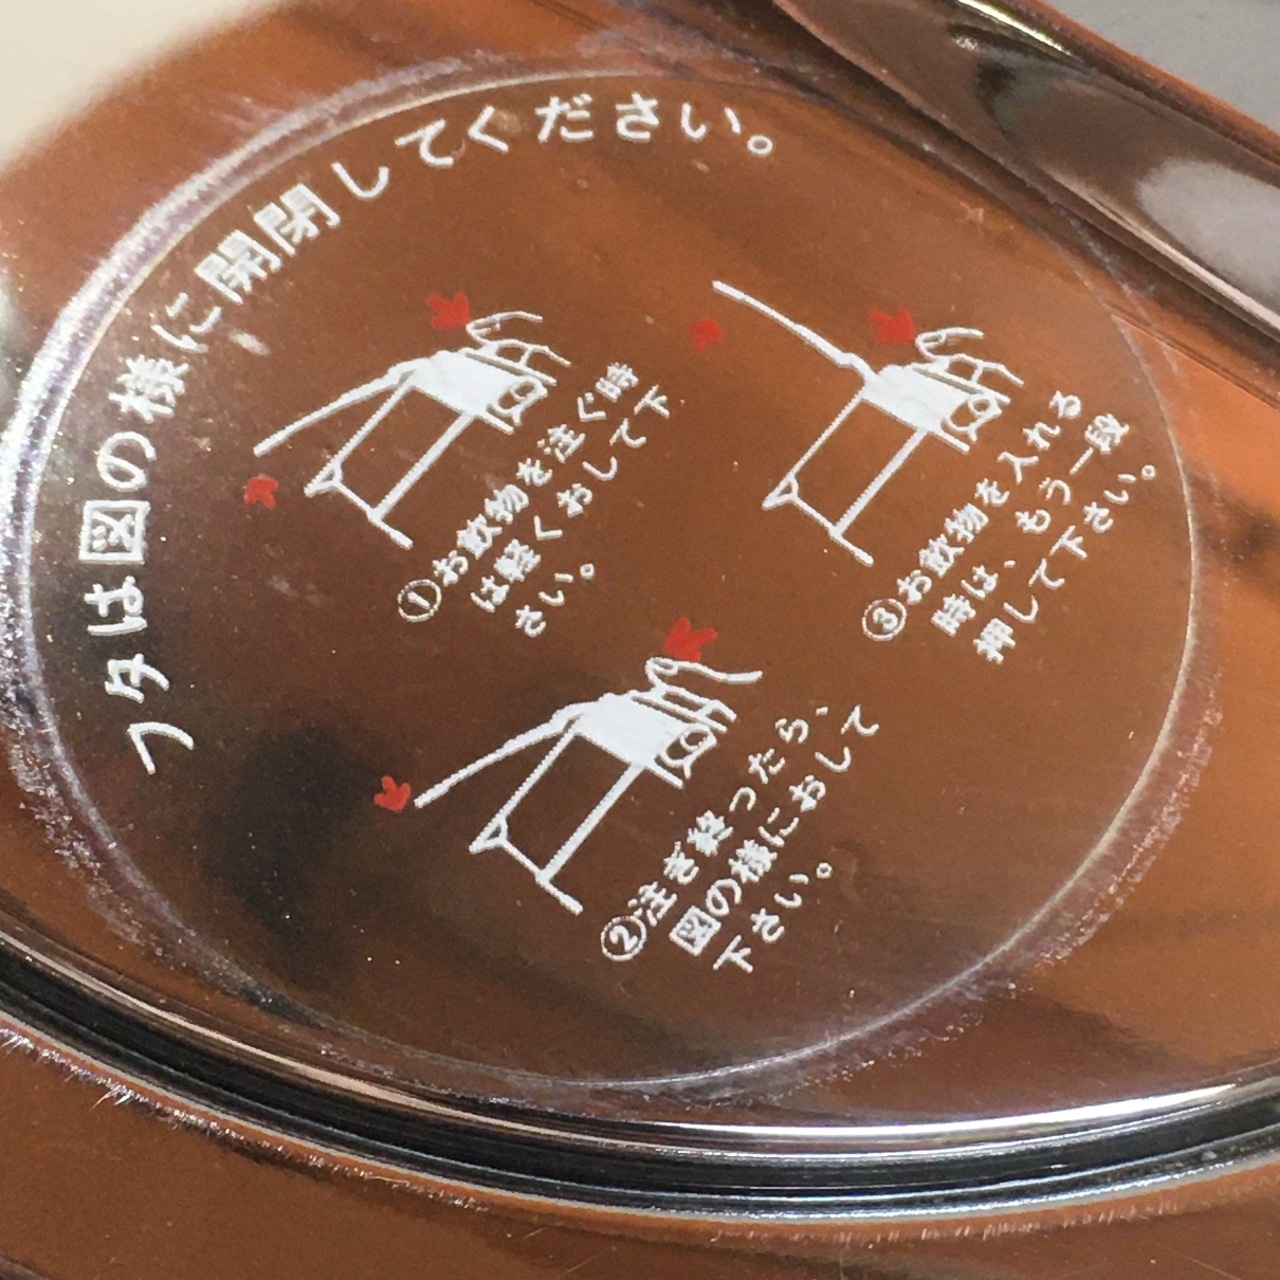 フタは図の様に開閉してください。
①お飲物を注ぐ時
は軽くおして下
さい。
②注ぎ終ったら、
図の様におして
下さい。
③お飲物を入れる
時は、もう一段
押して下さい。